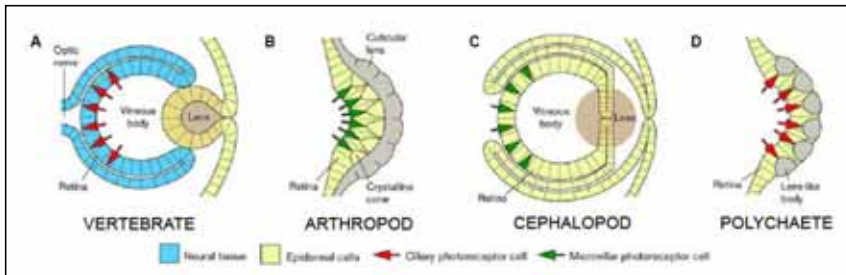 A
B
C
D
Optic
nerve
Vitreous
body
Lens
Retina
VERTEBRATE
Cuticular
lens
Retina
Crystalline
cone
ARTHROPOD
Vitreous
body
Lens
Retina
CEPHALOPOD
Retina
Lens-like
body
POLYCHAETE
Neural tissue
Epidermal cells
Ciliary photoreceptor cell
Microvillar photoreceptor cell